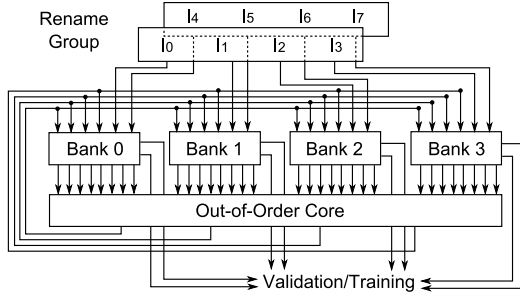 Rename Group
I4 I5 I6 I7
I0 I1 I2 I3
Bank 0 Bank 1 Bank 2 Bank 3
Out-of-Order Core
Validation/Training